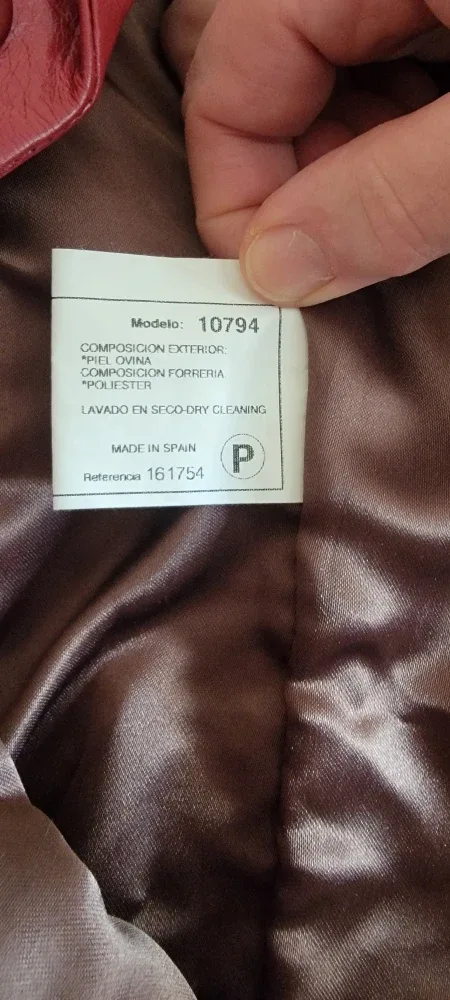 Modelo: 10794
COMPOSICION EXTERIOR:
*PIEL OVINA
COMPOSICION FORRERIA
*POLIESTER
LAVADO EN SECO-DRY CLEANING
MADE IN SPAIN
P
Referencia 161754